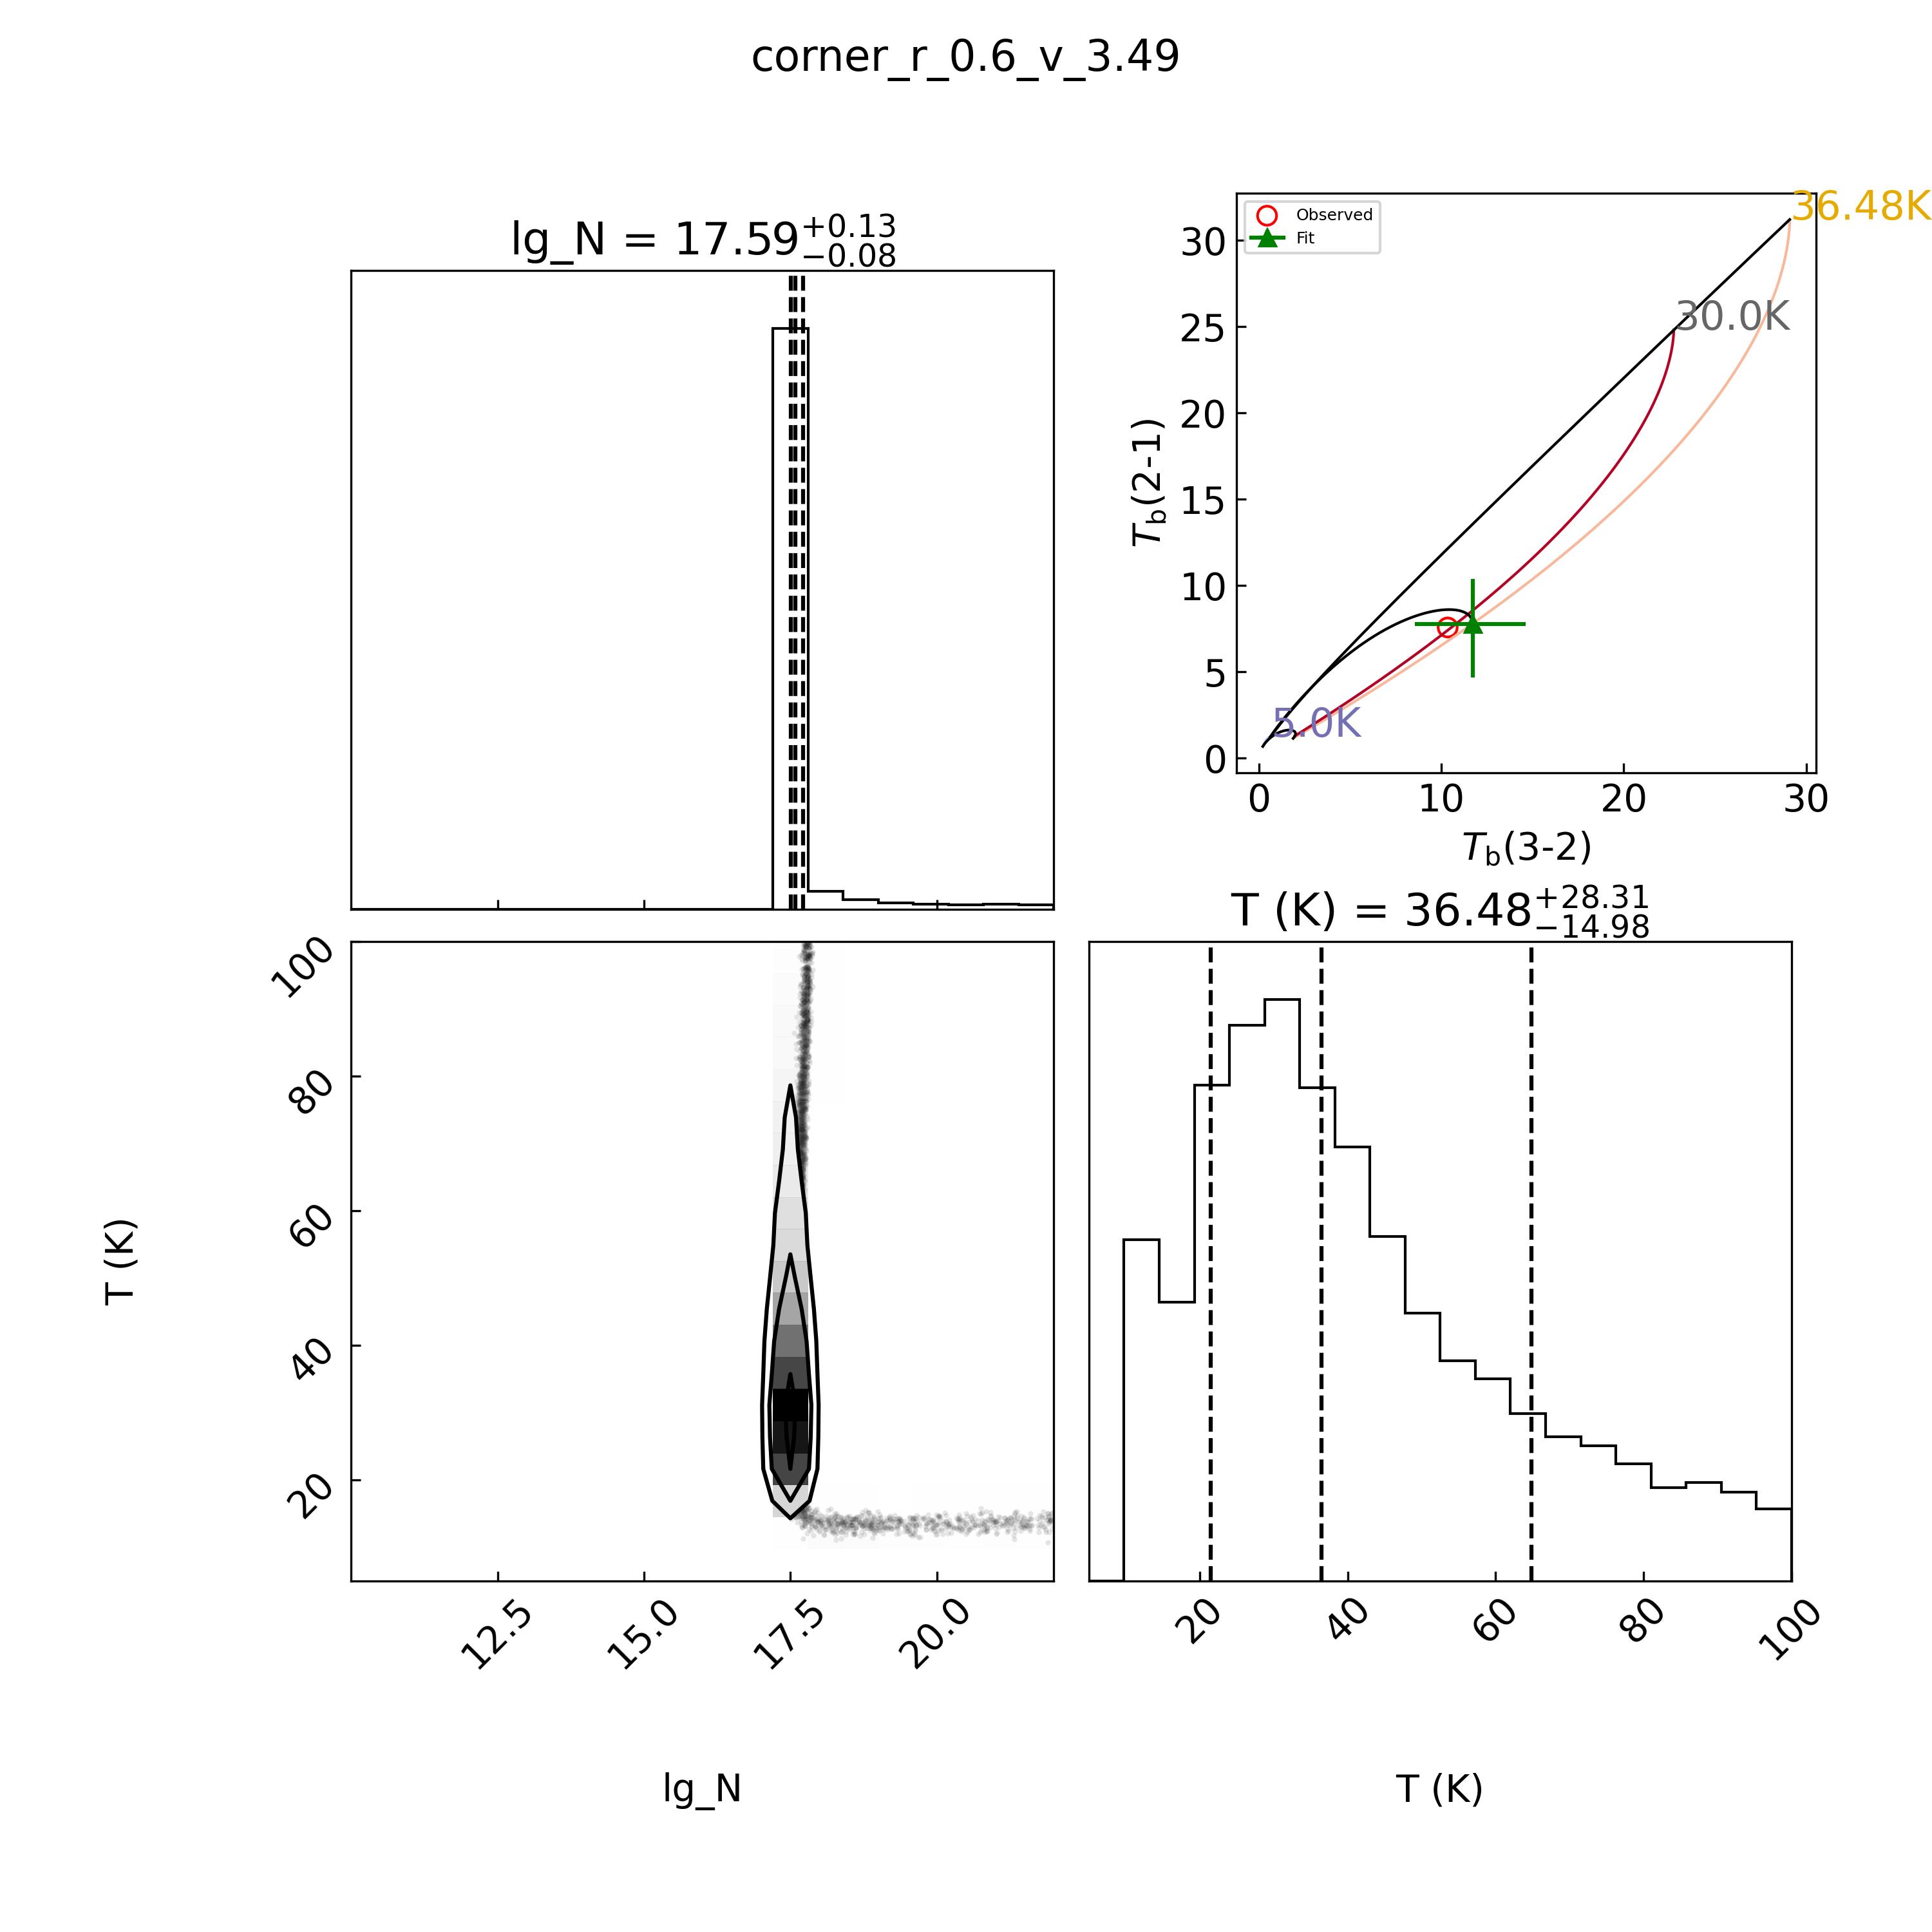 corner_r_0.6_v_3.49
lg_N = 17.59+0.13−0.08
Observed
Fit
36.48K
30.0K
5.0K
30
25
20
15
10
5
0
Tb(2-1)
0 10 20 30
Tb(3-2)
T (K) = 36.48+28.31−14.98
100
80
60
40
20
T (K)
12.5 15.0 17.5 20.0
lg_N
20 40 60 80 100
T (K)